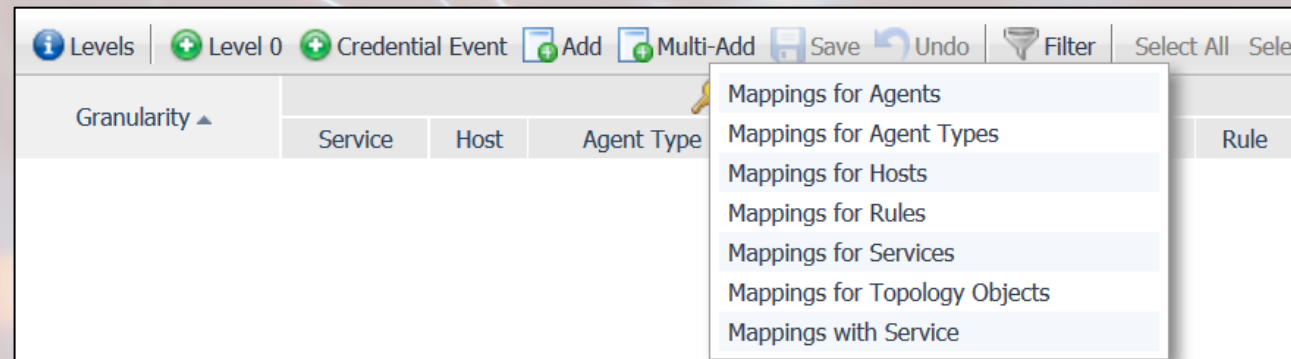 Levels Level 0 Credential Event Add Multi-Add Save Undo Filter Select All Sele
Granularity
Service Host Agent Type Rule
Mappings for Agents
Mappings for Agent Types
Mappings for Hosts
Mappings for Rules
Mappings for Services
Mappings for Topology Objects
Mappings with Service